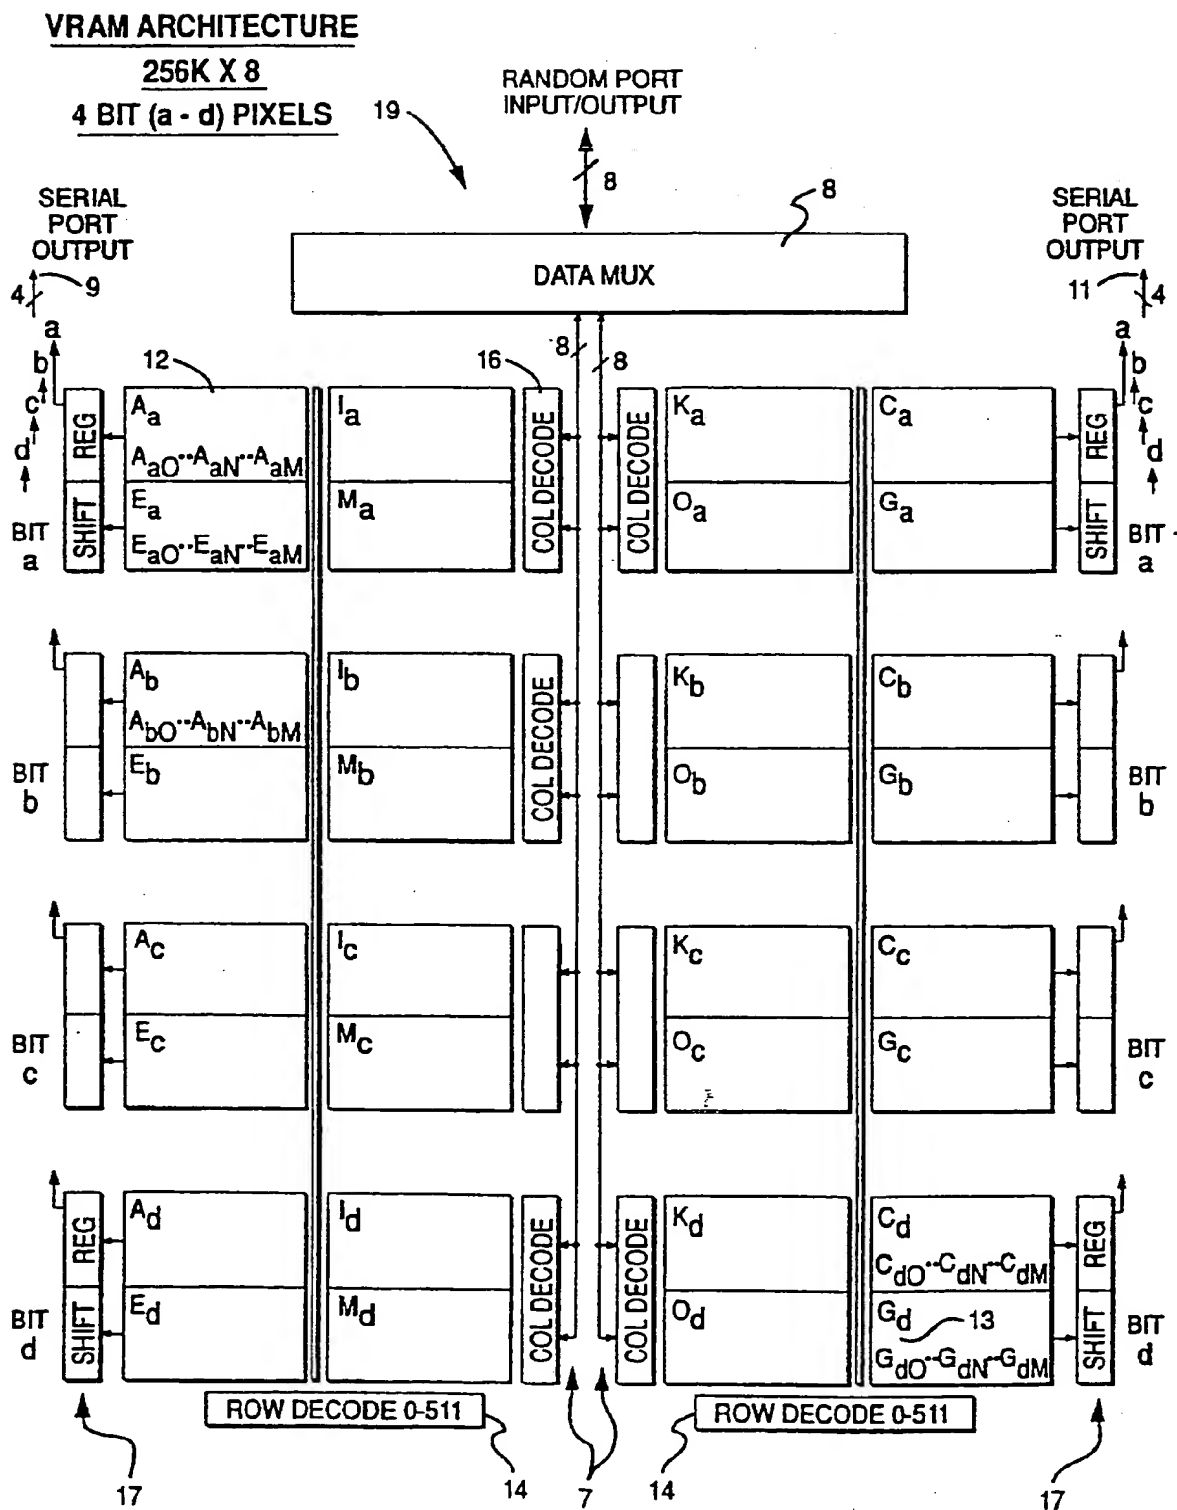 VRAM ARCHITECTURE
256K X 8
4 BIT (a - d) PIXELS
RANDOM PORT
INPUT/OUTPUT
19
8
SERIAL
PORT
OUTPUT
8
SERIAL
PORT
OUTPUT
DATA MUX
4
9
11
4
a
b
c
d
12
16
8
8
a
b
c
d
BIT
a
SHIFT REG
Aa
AaO--AaN--AaM
Ea
EaO--EaN--EaM
Ia
Ma
COL DECODE
COL DECODE
Ka
Oa
Ca
Ga
SHIFT REG
BIT
a
BIT
b
Ab
AbO--AbN--AbM
Eb
Ib
Mb
COL DECODE
Kb
Ob
Cb
Gb
BIT
b
BIT
c
Ac
Ec
Ic
Mc
Kc
Oc
Cc
Gc
BIT
c
BIT
d
SHIFT REG
Ad
Ed
Id
Md
COL DECODE
COL DECODE
Kd
Od
Cd
CdO--CdN--CdM
Gd
13
GdO--GdN--GdM
SHIFT REG
BIT
d
ROW DECODE 0-511
ROW DECODE 0-511
17
14
7
14
17